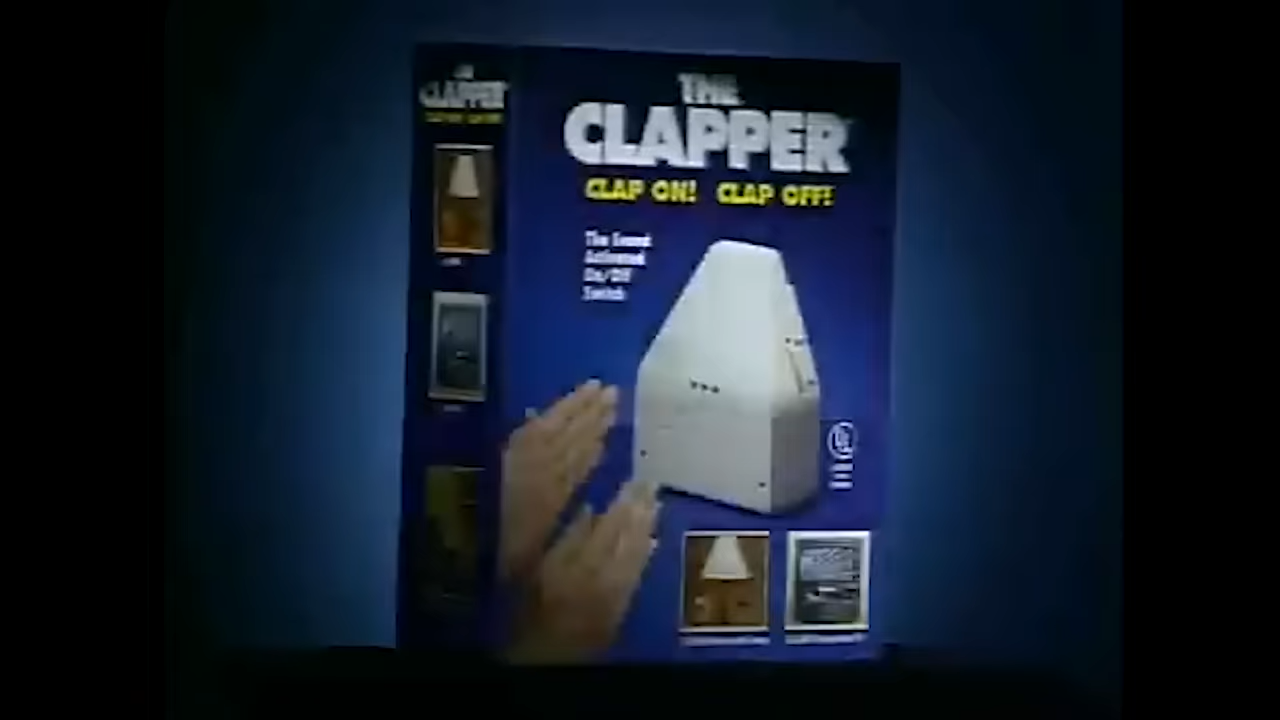 THE
CLAPPER
CLAP ON! CLAP OFF!
The Sound
Activated
On/Off
Switch
CLAPPER